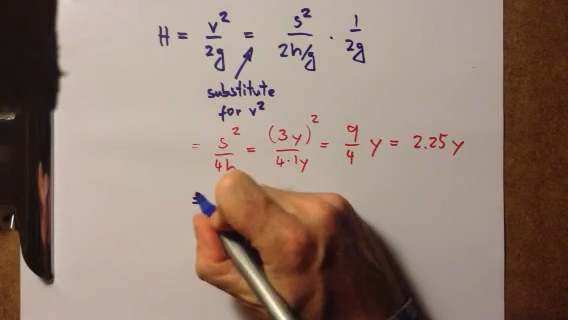 H = v²/2g = s²/2h/g · 1/2g
substitute
for v²
= s²/4h = (3y)²/4·1y = 9/4 y = 2.25y